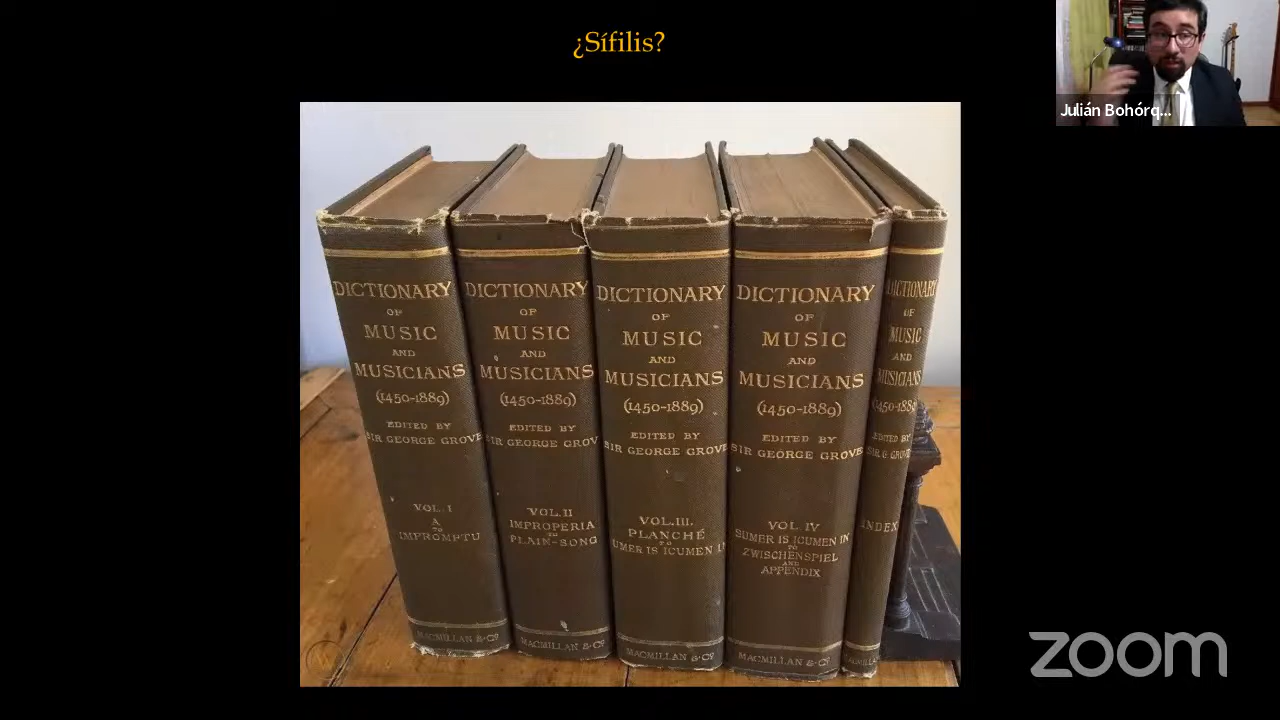 ¿Sífilis?
Julián Bohórq...
DICTIONARY
OF
MUSIC
AND
MUSICIANS
(1450-1889)
EDITED BY
SIR GEORGE GROVE
VOL. I
A
TO
IMPROMPTU
MACMILLAN & Co
DICTIONARY
OF
MUSIC
AND
MUSICIANS
(1450-1889)
EDITED BY
SIR GEORGE GROV
VOL. II
IMPROPERIA
TO
PLAIN-SONG
MACMILLAN & Co
DICTIONARY
OF
MUSIC
AND
MUSICIANS
(1450-1889)
EDITED BY
SIR GEORGE GROVE
VOL. III.
PLANCHÉ
TO
SUMER IS ICUMEN IN
MACMILLAN & Co
DICTIONARY
OF
MUSIC
AND
MUSICIANS
(1450-1889)
EDITED BY
SIR GEORGE GROVE
VOL. IV
SUMER IS ICUMEN IN
TO
ZWISCHENSPIEL
AND
APPENDIX
MACMILLAN & Co
DICTIONARY
OF
MUSIC
AND
MUSICIANS
(1450-1889
EDITED BY
SIR G. GROVE
INDEX
MACMILLAN
zoom